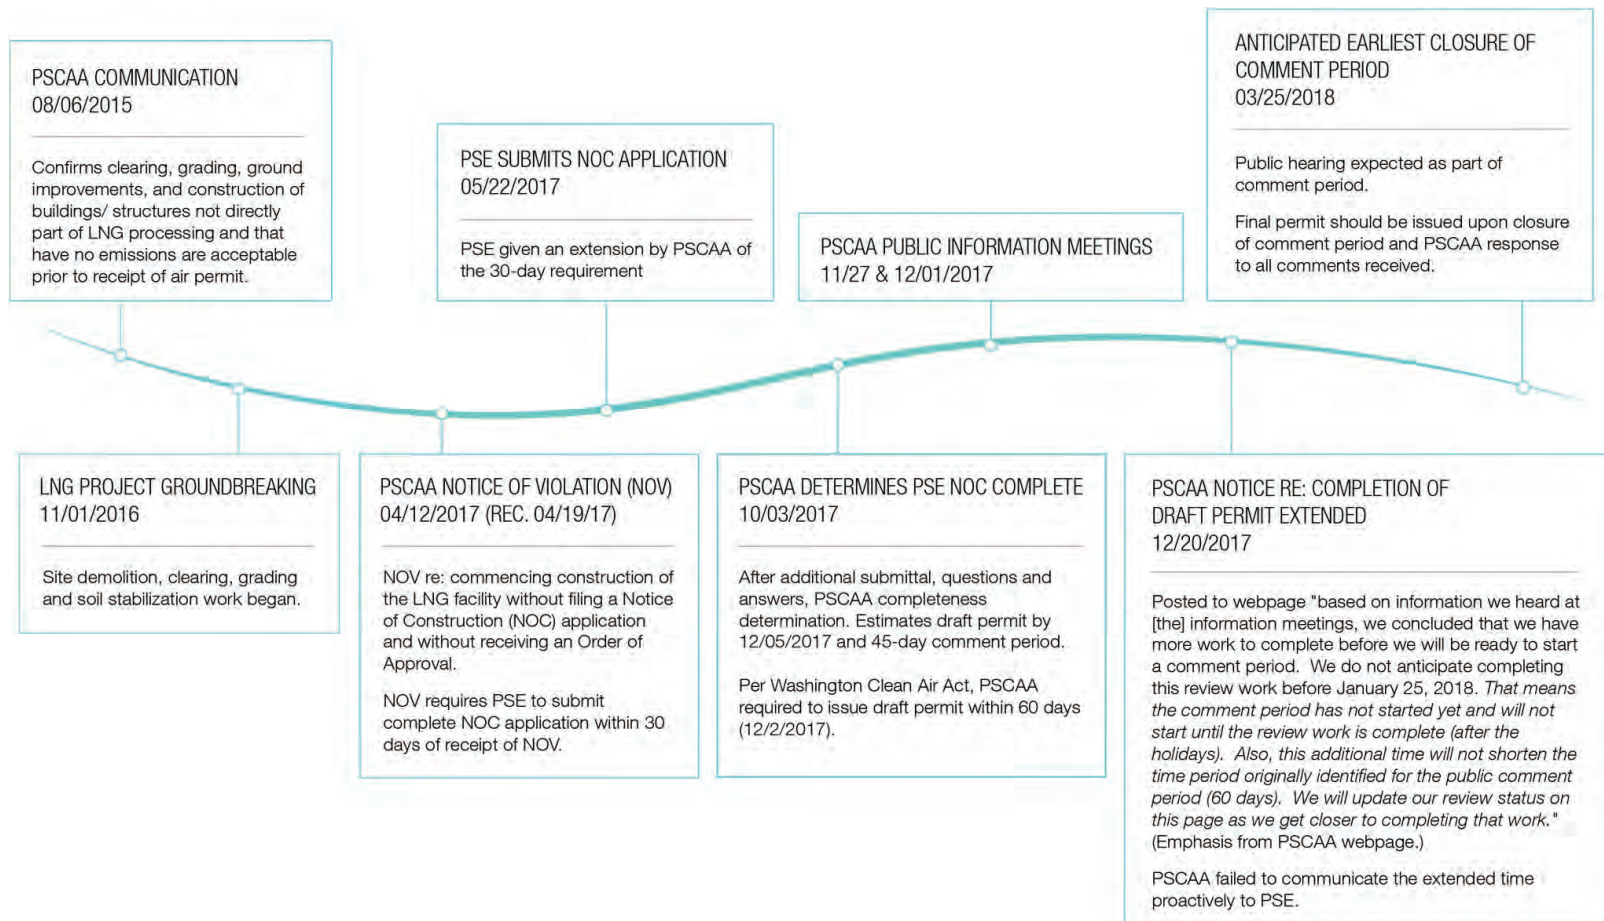 PSCAA COMMUNICATION
08/06/2015
Confirms clearing, grading, ground
improvements, and construction of
buildings/ structures not directly
part of LNG processing and that
have no emissions are acceptable
prior to receipt of air permit.
LNG PROJECT GROUNDBREAKING
11/01/2016
Site demolition, clearing, grading
and soil stabilization work began.
PSCAA NOTICE OF VIOLATION (NOV)
04/12/2017 (REC. 04/19/17)
NOV re: commencing construction of
the LNG facility without filing a Notice
of Construction (NOC) application
and without receiving an Order of
Approval.
NOV requires PSE to submit
complete NOC application within 30
days of receipt of NOV.
PSE SUBMITS NOC APPLICATION
05/22/2017
PSE given an extension by PSCAA of
the 30-day requirement
PSCAA DETERMINES PSE NOC COMPLETE
10/03/2017
After additional submittal, questions and
answers, PSCAA completeness
determination. Estimates draft permit by
12/05/2017 and 45-day comment period.
Per Washington Clean Air Act, PSCAA
required to issue draft permit within 60 days
(12/2/2017).
PSCAA PUBLIC INFORMATION MEETINGS
11/27 & 12/01/2017
PSCAA NOTICE RE: COMPLETION OF
DRAFT PERMIT EXTENDED
12/20/2017
Posted to webpage "based on information we heard at
[the] information meetings, we concluded that we have
more work to complete before we will be ready to start
a comment period. We do not anticipate completing
this review work before January 25, 2018. That means
the comment period has not started yet and will not
start until the review work is complete (after the
holidays). Also, this additional time will not shorten the
time period originally identified for the public comment
period (60 days). We will update our review status on
this page as we get closer to completing that work."
(Emphasis from PSCAA webpage.)
PSCAA failed to communicate the extended time
proactively to PSE.
ANTICIPATED EARLIEST CLOSURE OF
COMMENT PERIOD
03/25/2018
Public hearing expected as part of
comment period.
Final permit should be issued upon closure
of comment period and PSCAA response
to all comments received.